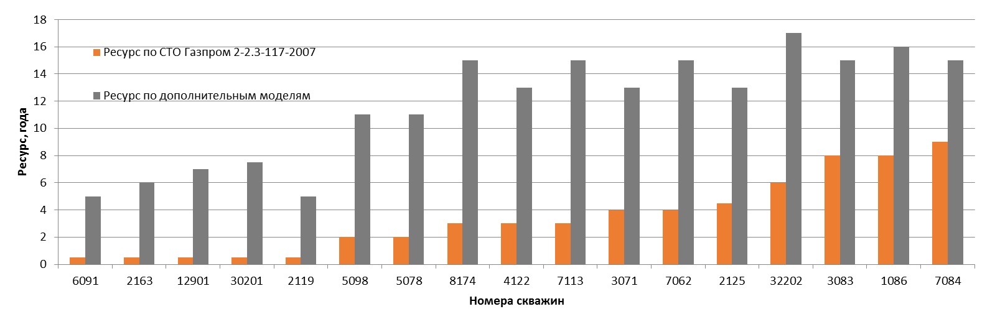 18
16
14
12
10
8
6
4
2
0
Ресурс, года
Ресурс по СТО Газпром 2-2.3-117-2007
Ресурс по дополнительным моделям
6091 2163 12901 30201 2119 5098 5078 8174 4122 7113 3071 7062 2125 32202 3083 1086 7084
Номера скважин